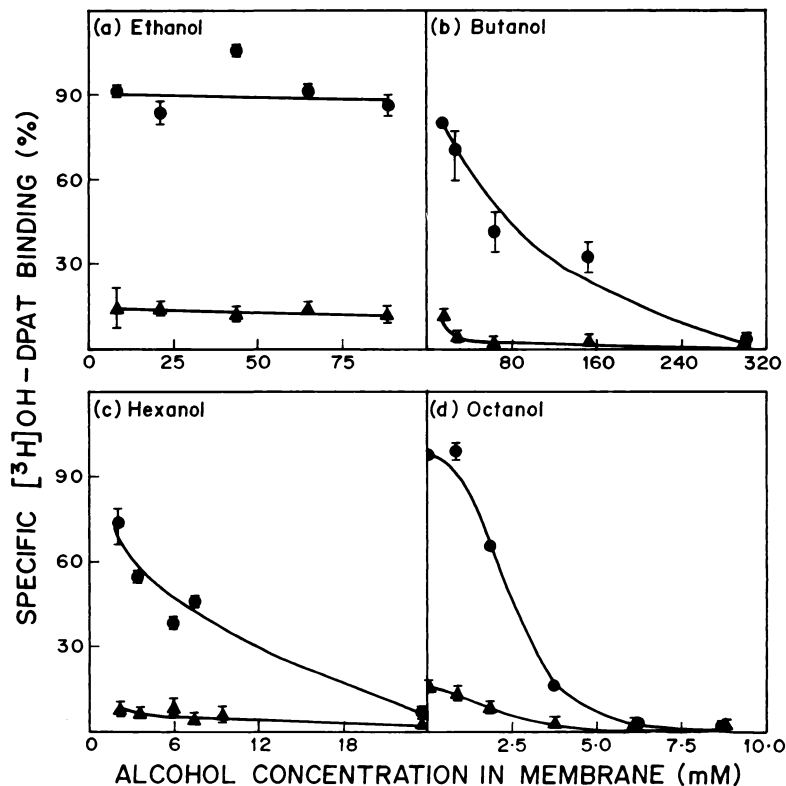 (a) Ethanol
(b) Butanol
90
60
30
0 25 50 75
80 160 240 320
(c) Hexanol
(d) Octanol
90
60
30
0 6 12 18
2·5 5·0 7·5 10·0
SPECIFIC [³H]OH-DPAT BINDING (%)
ALCOHOL CONCENTRATION IN MEMBRANE (mM)